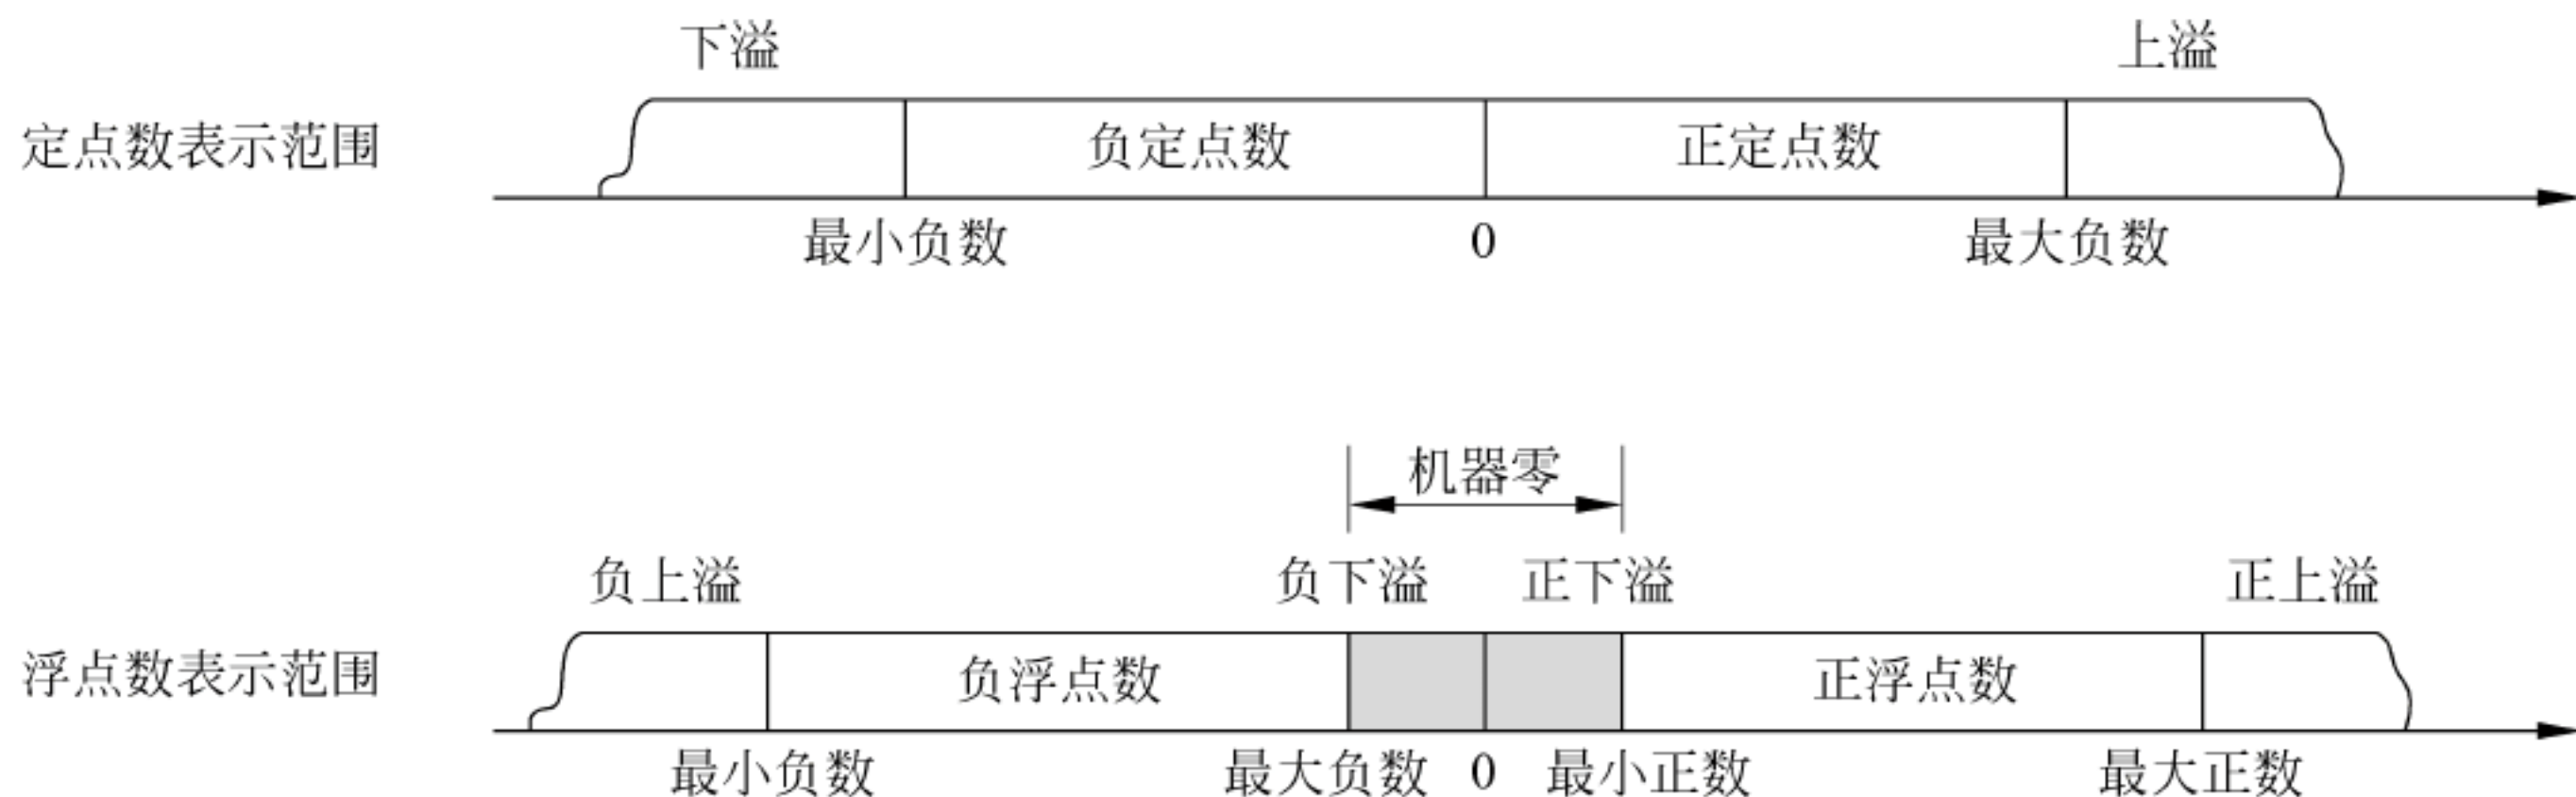 下溢 上溢
定点数表示范围 负定点数 正定点数
最小负数 0 最大负数
机器零
负上溢 负下溢 正下溢 正上溢
浮点数表示范围 负浮点数 正浮点数
最小负数 最大负数 0 最小正数 最大正数